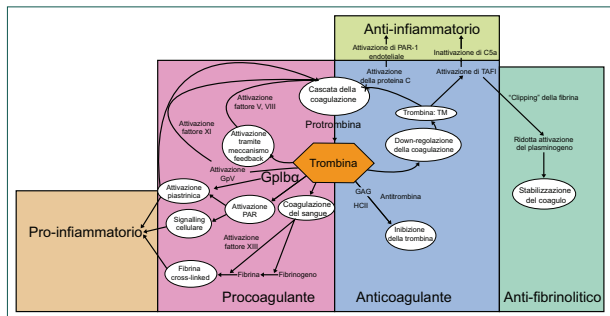 Anti-infiammatorio
Attivazione di PAR-1
endoteliale
Inattivazione di C5a
Attivazione
della proteina C
Attivazione di TAFI
Cascata della
coagulazione
Attivazione
fattore V, VIII
Attivazione
fattore XI
"Clipping" della fibrina
Trombina: TM
Protrombina
Attivazione
tramite
meccanismo
feedback
Down-regolazione
della coagulazione
Ridotta attivazione
del plasminogeno
Trombina
Attivazione
GpV
GpIbα
Attivazione
piastrinica
GAG
HCII
Antitrombina
Stabilizzazione
del coagulo
Attivazione
PAR
Coagulazione
del sangue
Signalling
cellulare
Pro-infiammatorio
Inibizione
della trombina
Attivazione
fattore XIII
Fibrina
cross-linked
Fibrina
Fibrinogeno
Procoagulante
Anticoagulante
Anti-fibrinolitico